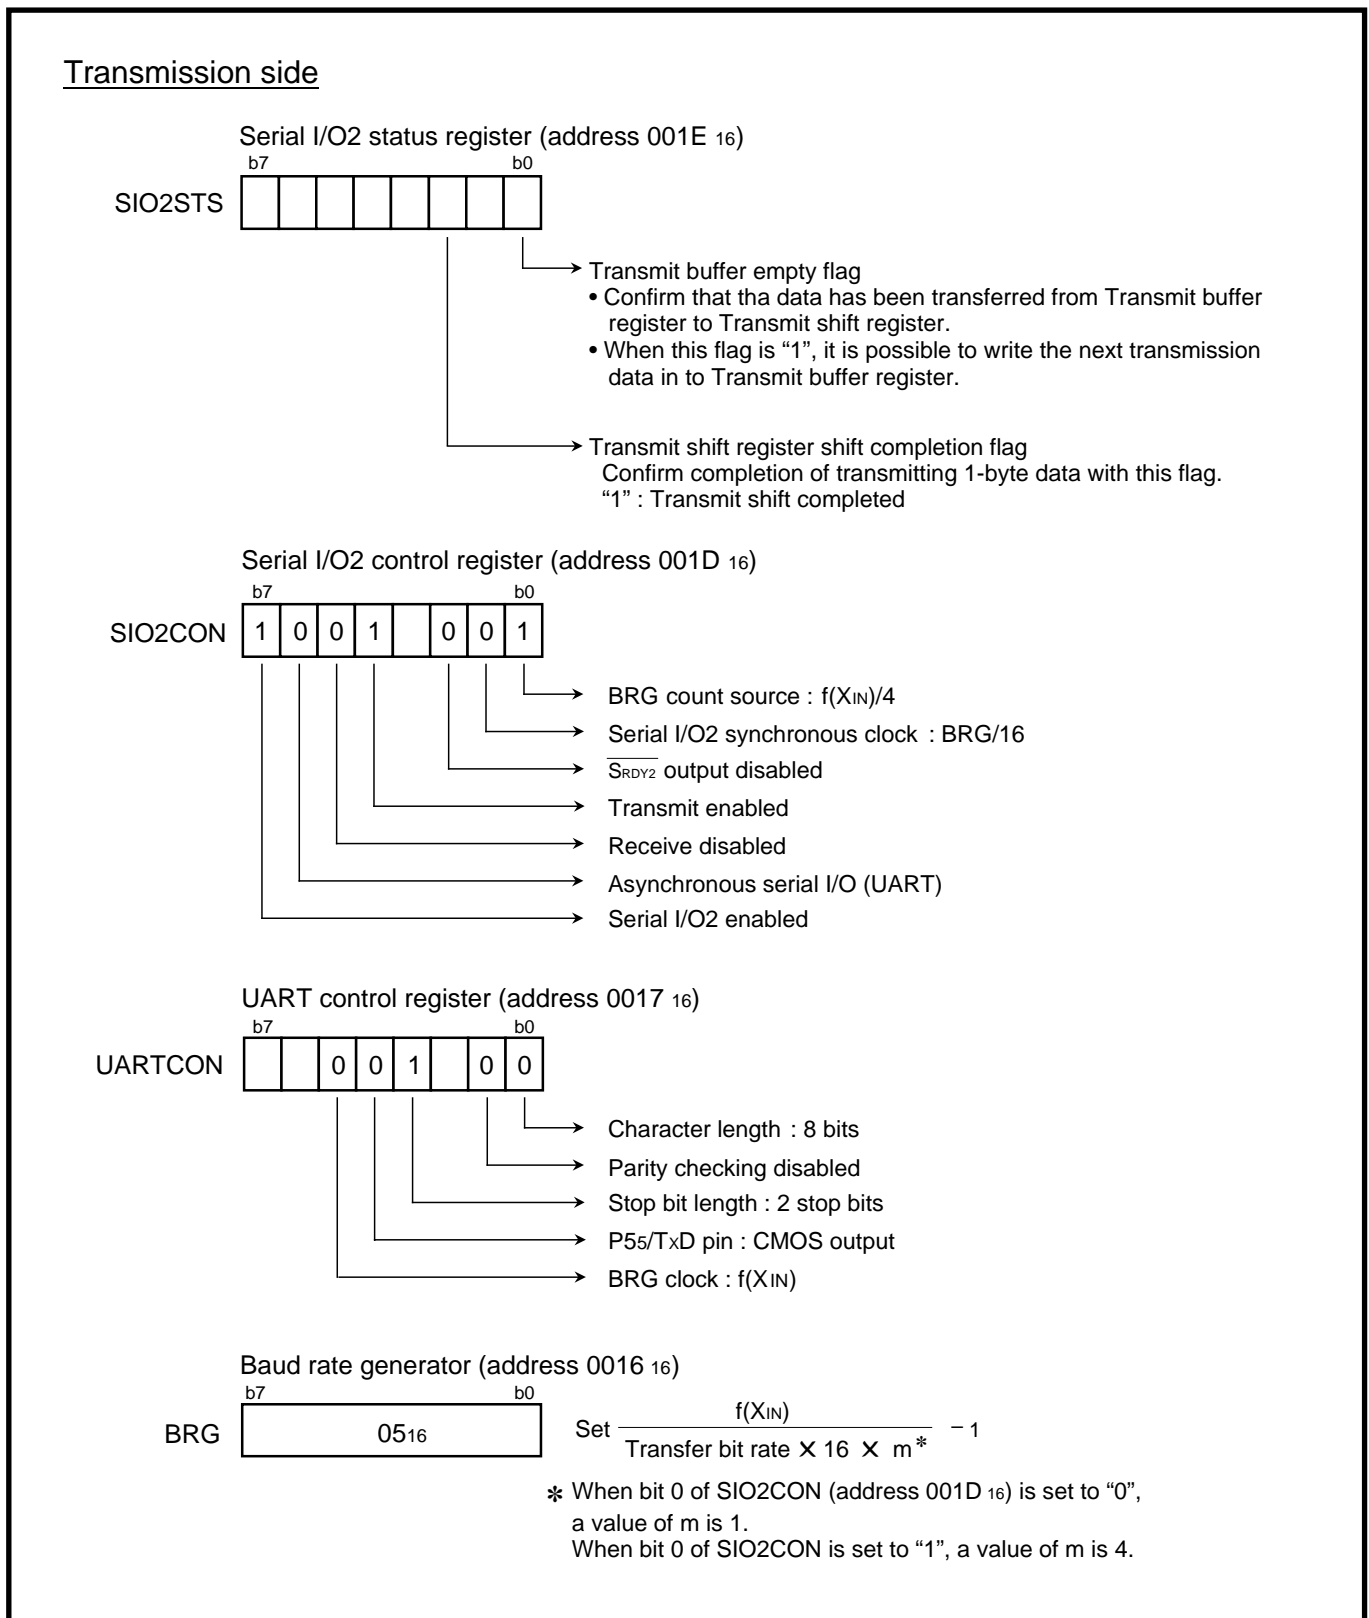 Transmission side
Serial I/O2 status register (address 001E 16)
b7 b0
SIO2STS
Transmit buffer empty flag
• Confirm that tha data has been transferred from Transmit buffer
register to Transmit shift register.
• When this flag is “1”, it is possible to write the next transmission
data in to Transmit buffer register.
Transmit shift register shift completion flag
Confirm completion of transmitting 1-byte data with this flag.
“1” : Transmit shift completed
Serial I/O2 control register (address 001D 16)
b7 b0
SIO2CON 1 0 0 1 0 0 1
BRG count source : f(XIN)/4
Serial I/O2 synchronous clock : BRG/16
SRDY2 output disabled
Transmit enabled
Receive disabled
Asynchronous serial I/O (UART)
Serial I/O2 enabled
UART control register (address 0017 16)
b7 b0
UARTCON 0 0 1 0 0
Character length : 8 bits
Parity checking disabled
Stop bit length : 2 stop bits
P55/TxD pin : CMOS output
BRG clock : f(XIN)
Baud rate generator (address 0016 16)
b7 b0
BRG 0516
f(XIN)
Set – 1
Transfer bit rate ✕ 16 ✕ m*
* When bit 0 of SIO2CON (address 001D 16) is set to “0”,
a value of m is 1.
When bit 0 of SIO2CON is set to “1”, a value of m is 4.